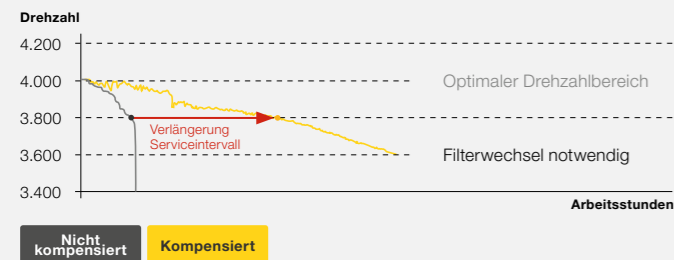 Drehzahl
4.200
4.000
Optimaler Drehzahlbereich
3.800
Verlängerung
Serviceintervall
3.600
Filterwechsel notwendig
3.400
Arbeitsstunden
Nicht
kompensiert
Kompensiert